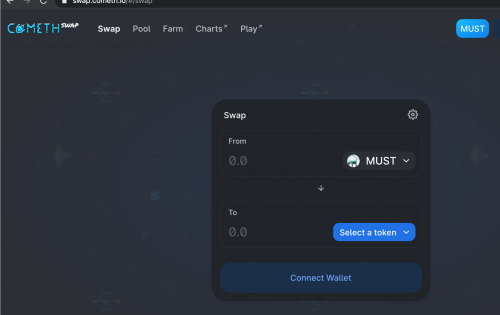 swap.cometh.io/#/swap
COMETH SWAP Swap Pool Farm Charts↗ Play↗ MUST
Swap
From
0.0 MUST
To
0.0 Select a token
Connect Wallet